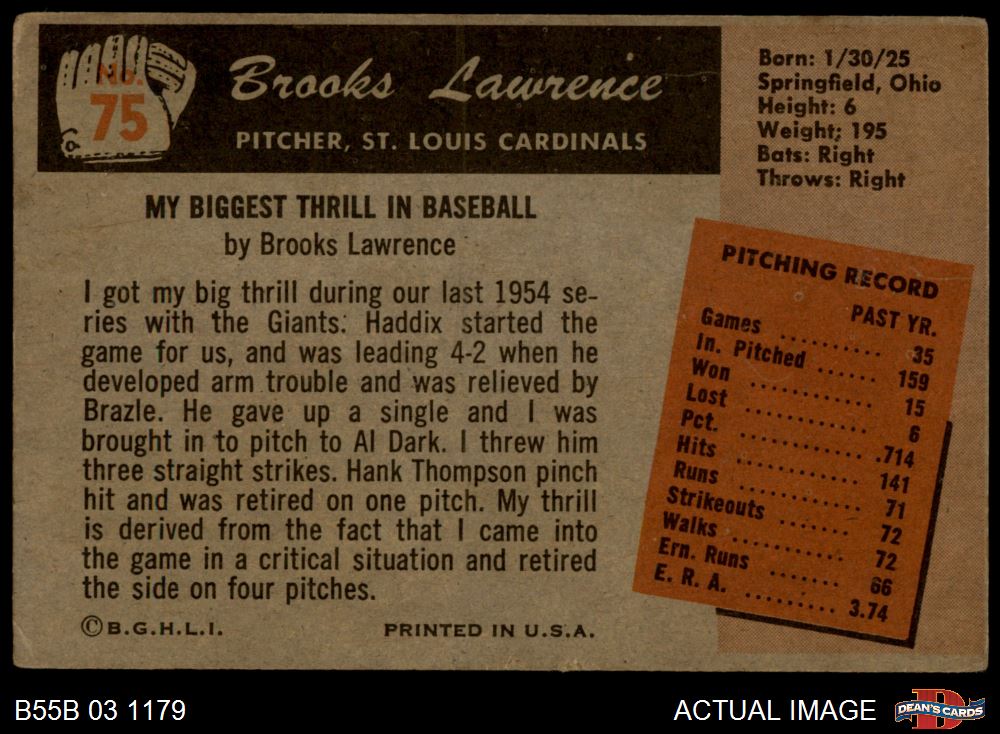 No.
75
Brooks Lawrence
PITCHER, ST. LOUIS CARDINALS
Born: 1/30/25
Springfield, Ohio
Height: 6
Weight: 195
Bats: Right
Throws: Right
MY BIGGEST THRILL IN BASEBALL
by Brooks Lawrence
I got my big thrill during our last 1954 se-
ries with the Giants. Haddix started the
game for us, and was leading 4-2 when he
developed arm trouble and was relieved by
Brazle. He gave up a single and I was
brought in to pitch to Al Dark. I threw him
three straight strikes. Hank Thompson pinch
hit and was retired on one pitch. My thrill
is derived from the fact that I came into
the game in a critical situation and retired
the side on four pitches.
©B.G.H.L.I. PRINTED IN U.S.A.
PITCHING RECORD
PAST YR.
Games .......... 35
In. Pitched ...... 159
Won .......... 15
Lost .......... 6
Pct. .......... .714
Hits .......... 141
Runs .......... 71
Strikeouts ...... 72
Walks .......... 72
Ern. Runs ....... 66
E. R. A. ......... 3.74
B55B 03 1179
ACTUAL IMAGE
DEAN'S CARDS